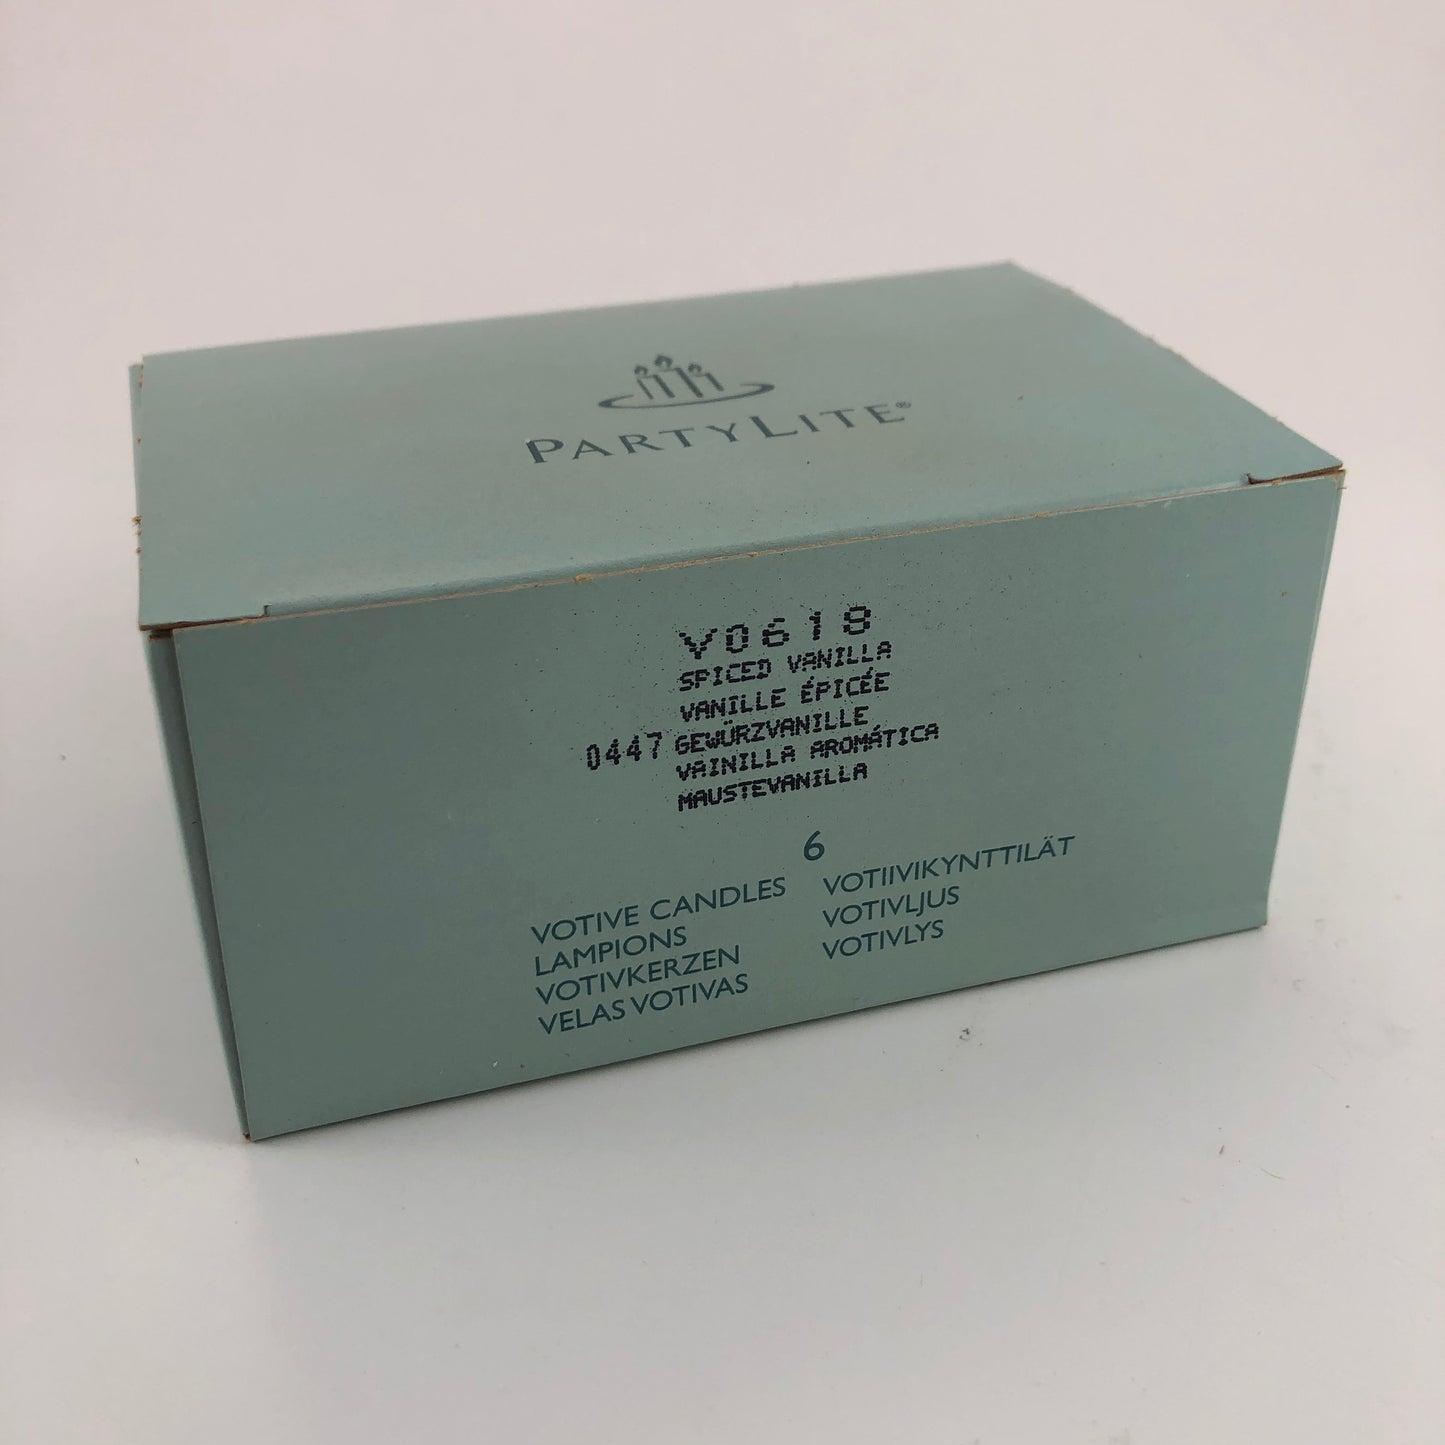 PARTYLITE®
V0618
SPICED VANILLA
VANILLE ÉPICÉE
0447 GEWÜRZVANILLE
VAINILLA AROMÁTICA
MAUSTEVANILLA
6
VOTIVE CANDLES
LAMPIONS
VOTIVKERZEN
VELAS VOTIVAS
VOTIIVIKYNTTILÄT
VOTIVLJUS
VOTIVLYS